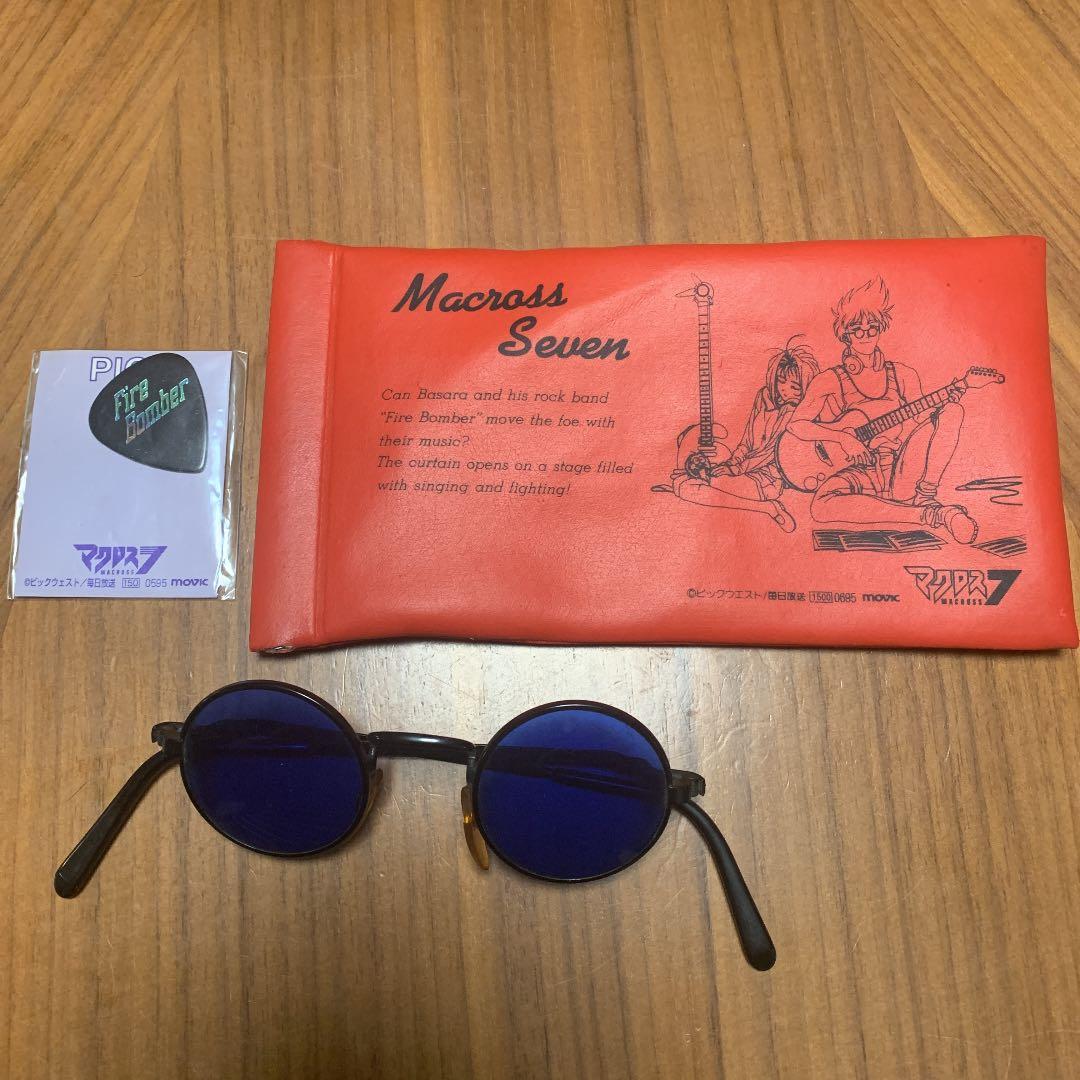 PIC
Fire
Bomber
マクロス7
MACROSS
©ビックウエスト/毎日放送 150 0595 movic
Macross
Seven
Can Basara and his rock band
"Fire Bomber" move the foe with
their music?
The curtain opens on a stage filled
with singing and fighting!
マクロス7
MACROSS
©ビックウエスト/毎日放送 1500 0695 movic